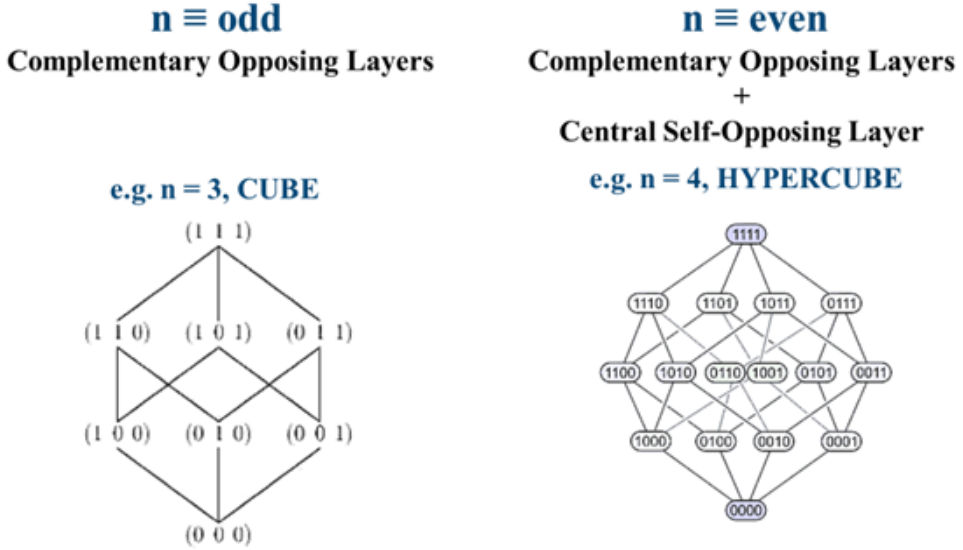 n ≡ odd
Complementary Opposing Layers
e.g. n = 3, CUBE
(1 1 1)
(1 1 0) (1 0 1) (0 1 1)
(1 0 0) (0 1 0) (0 0 1)
(0 0 0)
n ≡ even
Complementary Opposing Layers
+
Central Self-Opposing Layer
e.g. n = 4, HYPERCUBE
1111
1110 1101 1011 0111
1100 1010 0110 1001 0101 0011
1000 0100 0010 0001
0000